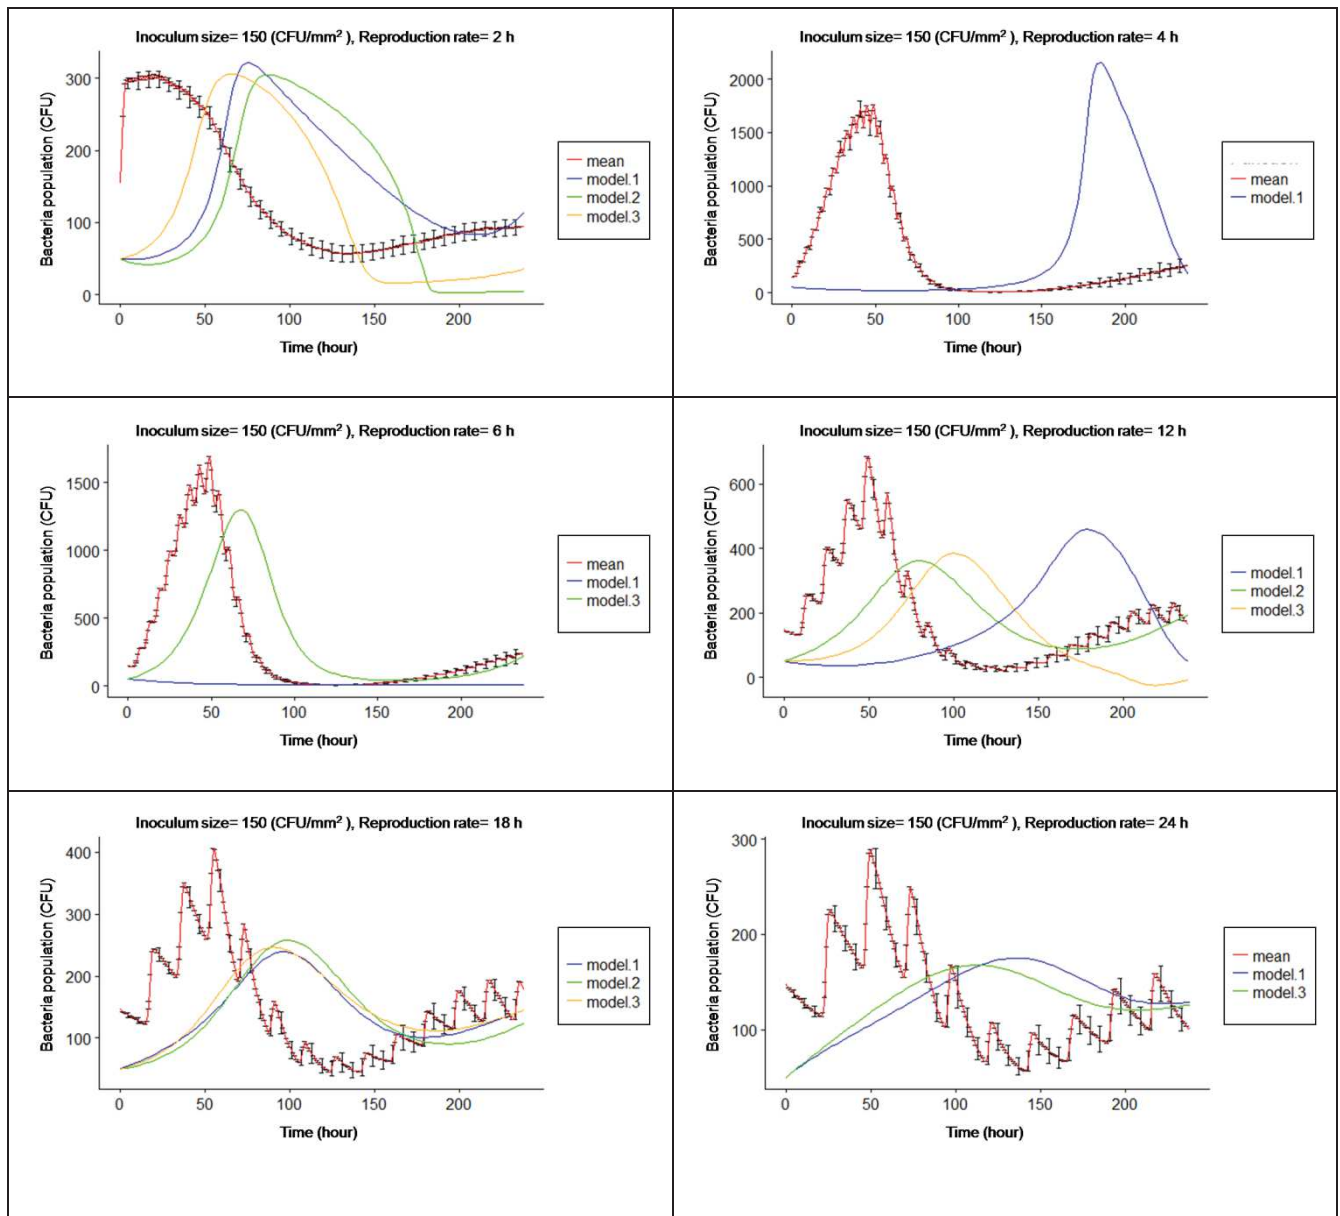 Inoculum size= 150 (CFU/mm²), Reproduction rate= 2 h
Bacteria population (CFU)
300
200
100
0
0 50 100 150 200
Time (hour)
mean
model.1
model.2
model.3
Inoculum size= 150 (CFU/mm²), Reproduction rate= 4 h
Bacteria population (CFU)
2000
1500
1000
500
0
0 50 100 150 200
Time (hour)
mean
model.1
Inoculum size= 150 (CFU/mm²), Reproduction rate= 6 h
Bacteria population (CFU)
1500
1000
500
0
0 50 100 150 200
Time (hour)
mean
model.1
model.3
Inoculum size= 150 (CFU/mm²), Reproduction rate= 12 h
Bacteria population (CFU)
600
400
200
0
0 50 100 150 200
Time (hour)
model.1
model.2
model.3
Inoculum size= 150 (CFU/mm²), Reproduction rate= 18 h
Bacteria population (CFU)
400
300
200
100
0 50 100 150 200
Time (hour)
model.1
model.2
model.3
Inoculum size= 150 (CFU/mm²), Reproduction rate= 24 h
Bacteria population (CFU)
300
200
100
0 50 100 150 200
Time (hour)
mean
model.1
model.3